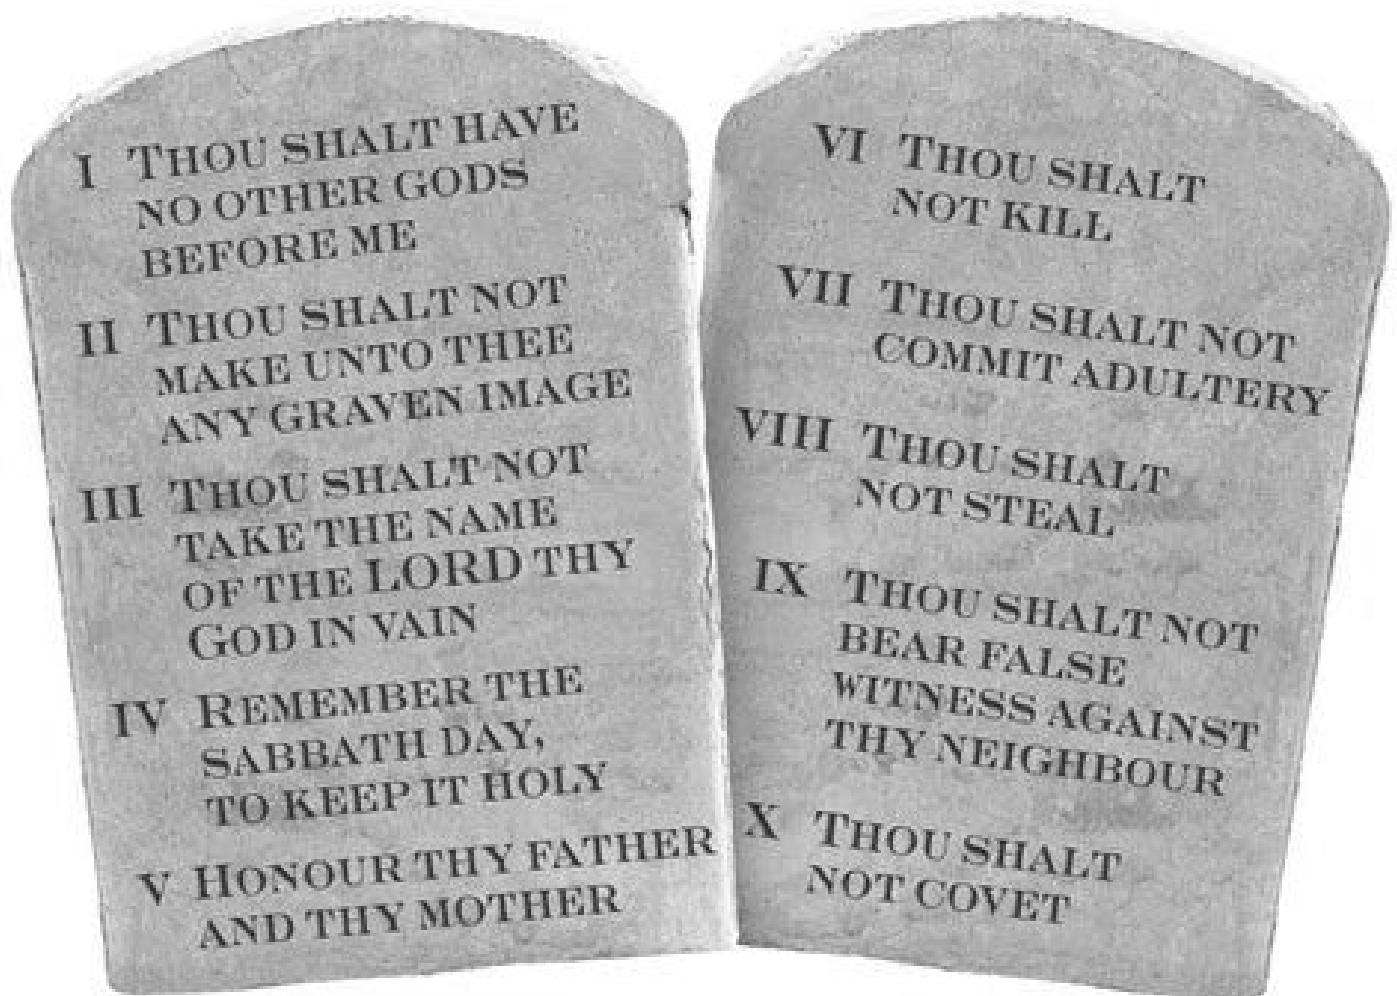 I THOU SHALT HAVE
NO OTHER GODS
BEFORE ME
II THOU SHALT NOT
MAKE UNTO THEE
ANY GRAVEN IMAGE
III THOU SHALT NOT
TAKE THE NAME
OF THE LORD THY
GOD IN VAIN
IV REMEMBER THE
SABBATH DAY,
TO KEEP IT HOLY
V HONOUR THY FATHER
AND THY MOTHER
VI THOU SHALT
NOT KILL
VII THOU SHALT NOT
COMMIT ADULTERY
VIII THOU SHALT
NOT STEAL
IX THOU SHALT NOT
BEAR FALSE
WITNESS AGAINST
THY NEIGHBOUR
X THOU SHALT
NOT COVET